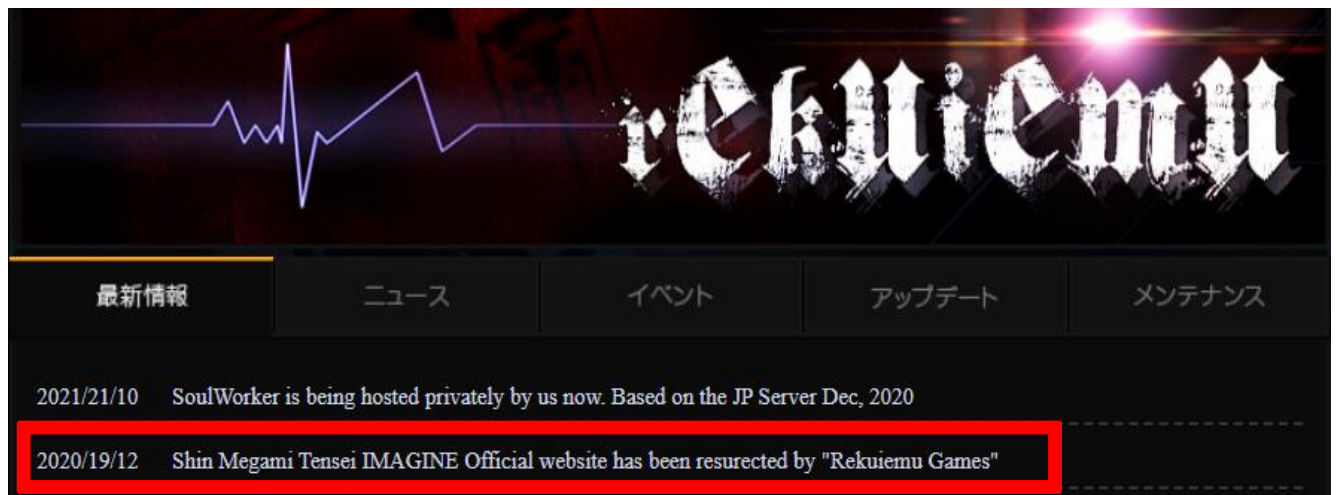 rEkUiEmU
最新情報 ニュース イベント アップデート メンテナンス
2021/21/10 SoulWorker is being hosted privately by us now. Based on the JP Server Dec, 2020
2020/19/12 Shin Megami Tensei IMAGINE Official website has been resurected by "Rekuiemu Games"